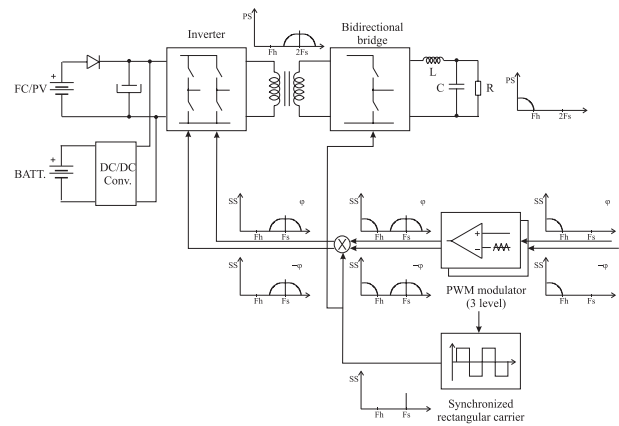 Inverter
Bidirectional
bridge
PS
Fh
2Fs
FC/PV
+
L
C
R
PS
Fh
2Fs
BATT.
+
DC/DC
Conv.
SS
φ
Fh
Fs
SS
φ
Fh
Fs
SS
φ
Fh
Fs
+
−
X
SS
−φ
Fh
Fs
SS
−φ
Fh
Fs
SS
−φ
Fh
Fs
PWM modulator
(3 level)
SS
Fh
Fs
Synchronized
rectangular carrier